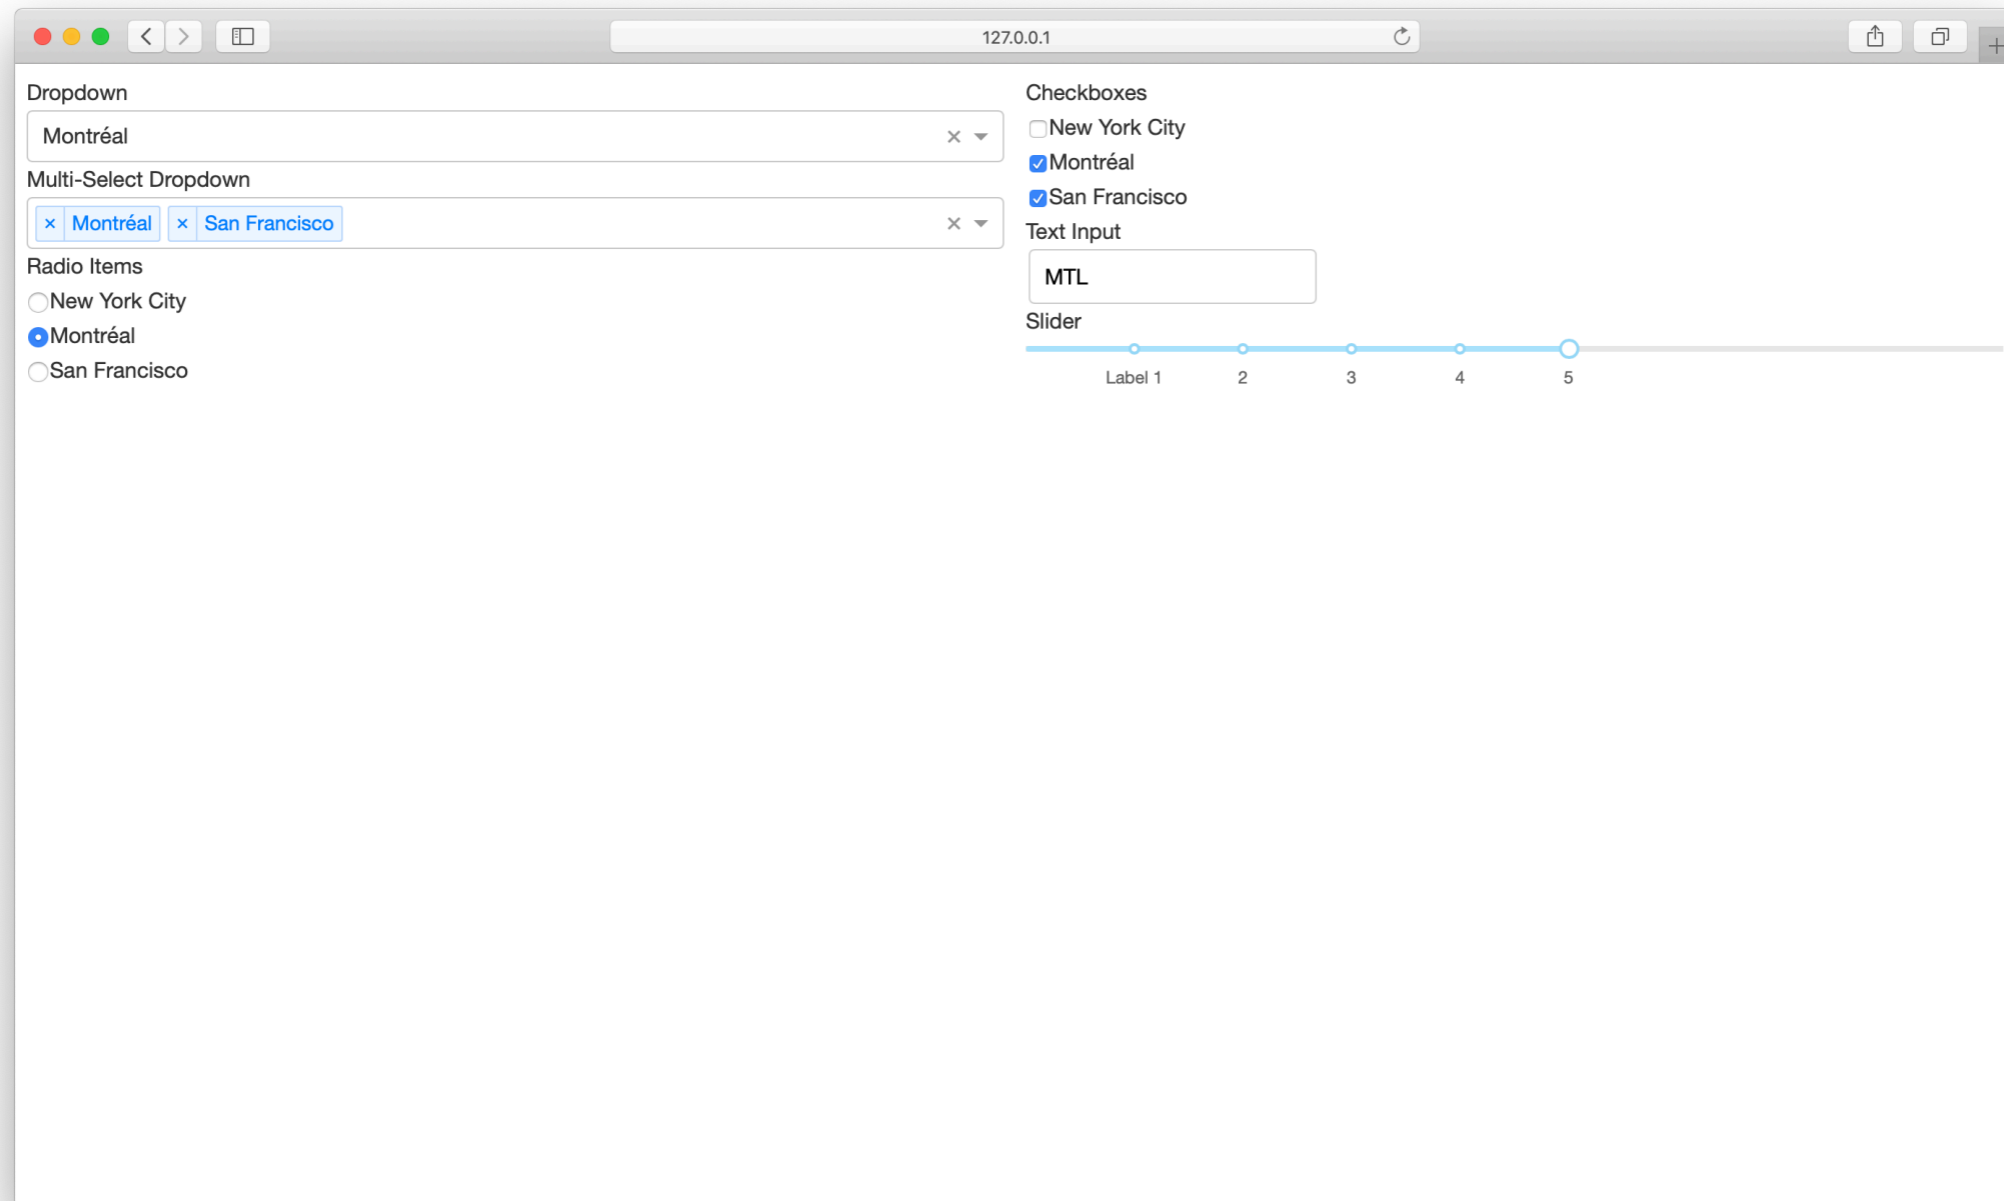 127.0.0.1
Dropdown
Montréal
Multi-Select Dropdown
× Montréal × San Francisco
Radio Items
New York City
Montréal
San Francisco
Checkboxes
New York City
Montréal
San Francisco
Text Input
MTL
Slider
Label 1 2 3 4 5